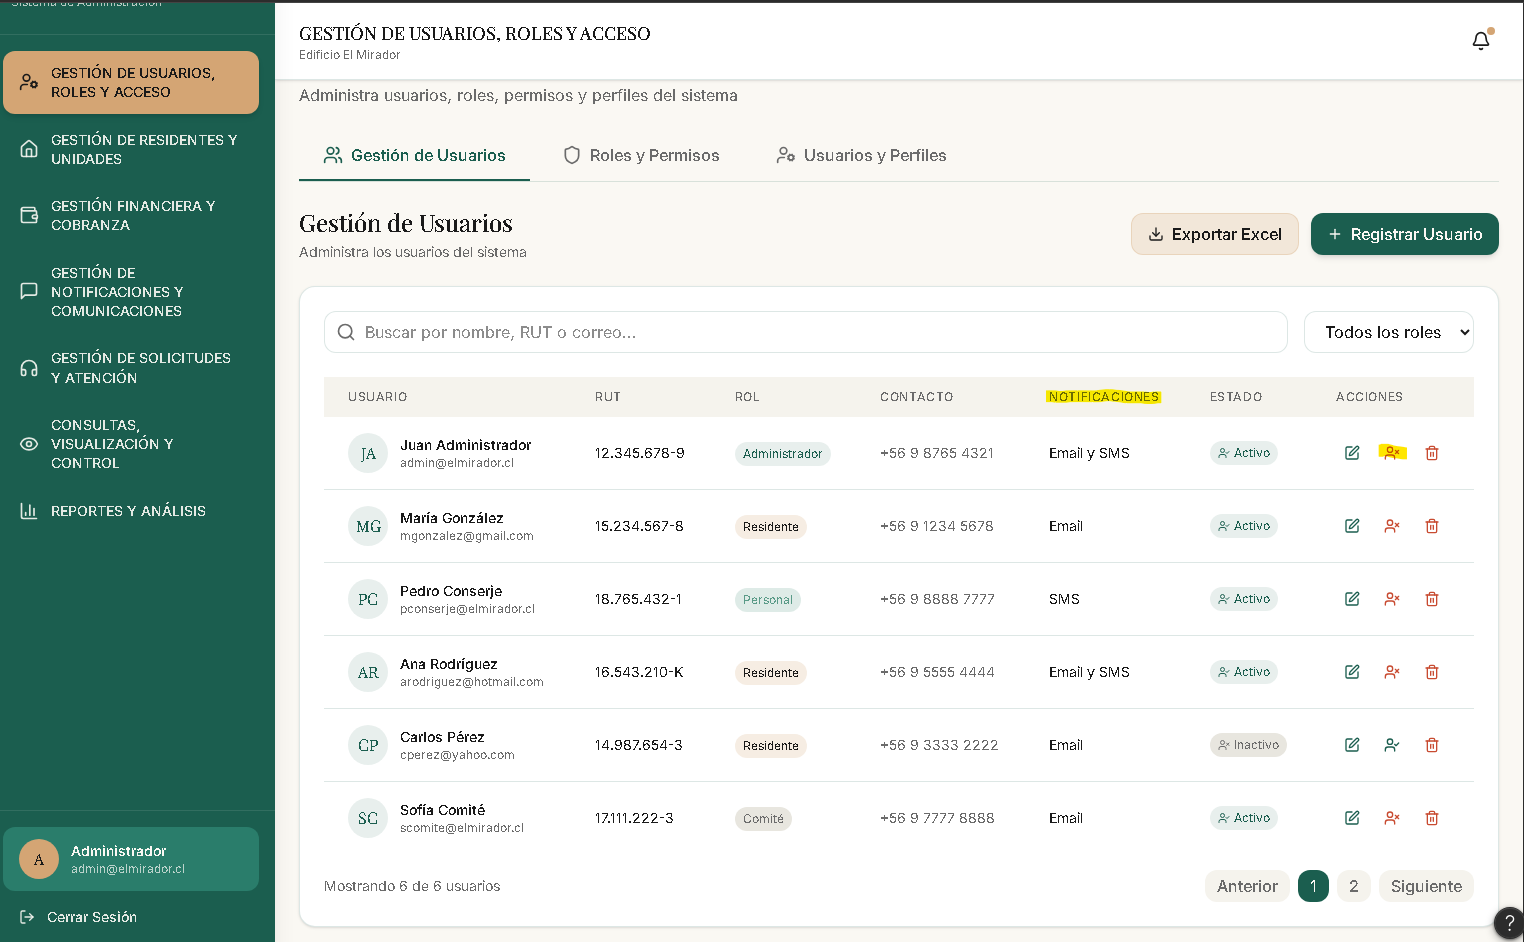 Sistema de Administración
GESTIÓN DE USUARIOS,
ROLES Y ACCESO
GESTIÓN DE RESIDENTES Y
UNIDADES
GESTIÓN FINANCIERA Y
COBRANZA
GESTIÓN DE
NOTIFICACIONES Y
COMUNICACIONES
GESTIÓN DE SOLICITUDES
Y ATENCIÓN
CONSULTAS,
VISUALIZACIÓN Y
CONTROL
REPORTES Y ANÁLISIS
A
Administrador
admin@elmirador.cl
Cerrar Sesión
GESTIÓN DE USUARIOS, ROLES Y ACCESO
Edificio El Mirador
Administra usuarios, roles, permisos y perfiles del sistema
Gestión de Usuarios Roles y Permisos Usuarios y Perfiles
Gestión de Usuarios
Administra los usuarios del sistema
Exportar Excel + Registrar Usuario
Buscar por nombre, RUT o correo... Todos los roles
USUARIO RUT ROL CONTACTO NOTIFICACIONES ESTADO ACCIONES
JA Juan Administrador 12.345.678-9 Administrador +56 9 8765 4321 Email y SMS Activo
admin@elmirador.cl
MG María González 15.234.567-8 Residente +56 9 1234 5678 Email Activo
mgonzalez@gmail.com
PC Pedro Conserje 18.765.432-1 Personal +56 9 8888 7777 SMS Activo
pconserje@elmirador.cl
AR Ana Rodríguez 16.543.210-K Residente +56 9 5555 4444 Email y SMS Activo
arodriguez@hotmail.com
CP Carlos Pérez 14.987.654-3 Residente +56 9 3333 2222 Email Inactivo
cperez@yahoo.com
SC Sofía Comité 17.111.222-3 Comité +56 9 7777 8888 Email Activo
scomite@elmirador.cl
Mostrando 6 de 6 usuarios Anterior 1 2 Siguiente
?